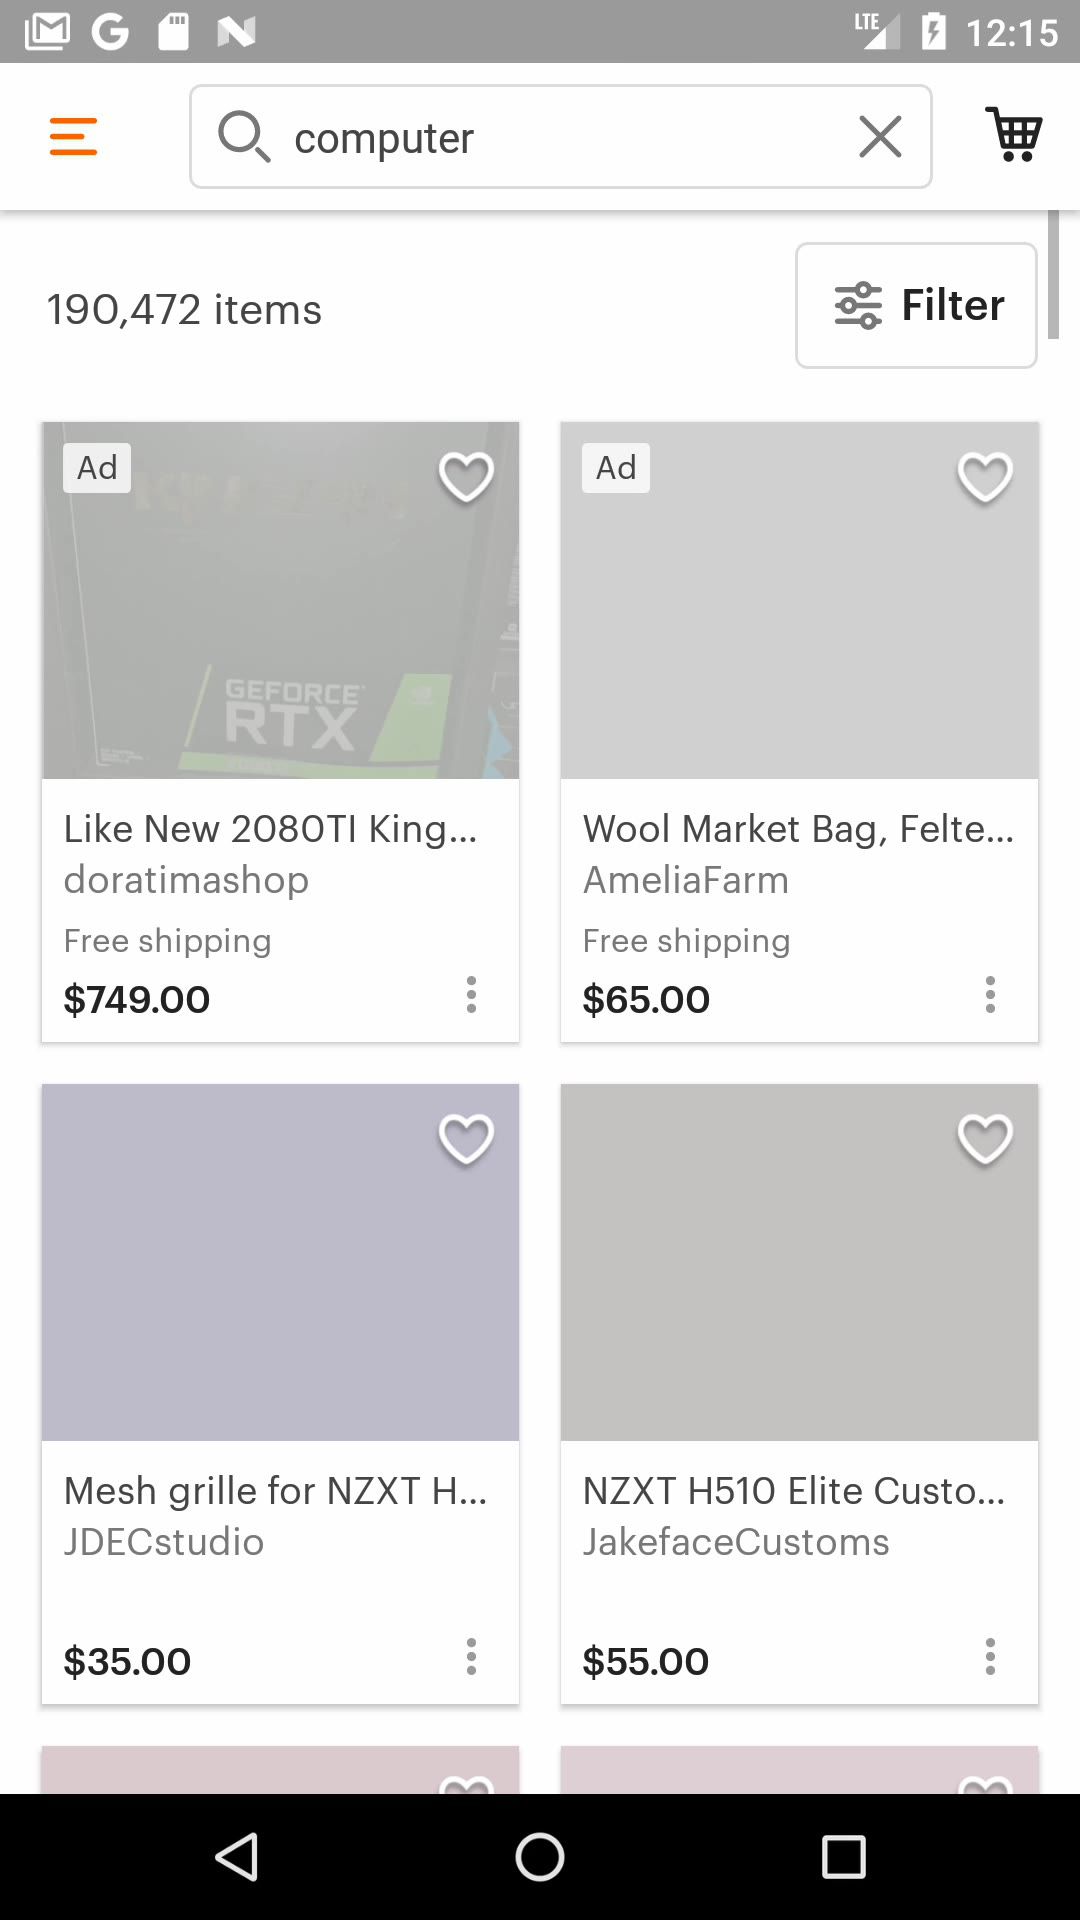 LTE 12:15
computer
190,472 items
Filter
Ad
Ad
GEFORCE
RTX
Like New 2080TI King...
doratimashop
Free shipping
$749.00
Wool Market Bag, Felte...
AmeliaFarm
Free shipping
$65.00
Mesh grille for NZXT H...
JDECstudio
$35.00
NZXT H510 Elite Custo...
JakefaceCustoms
$55.00